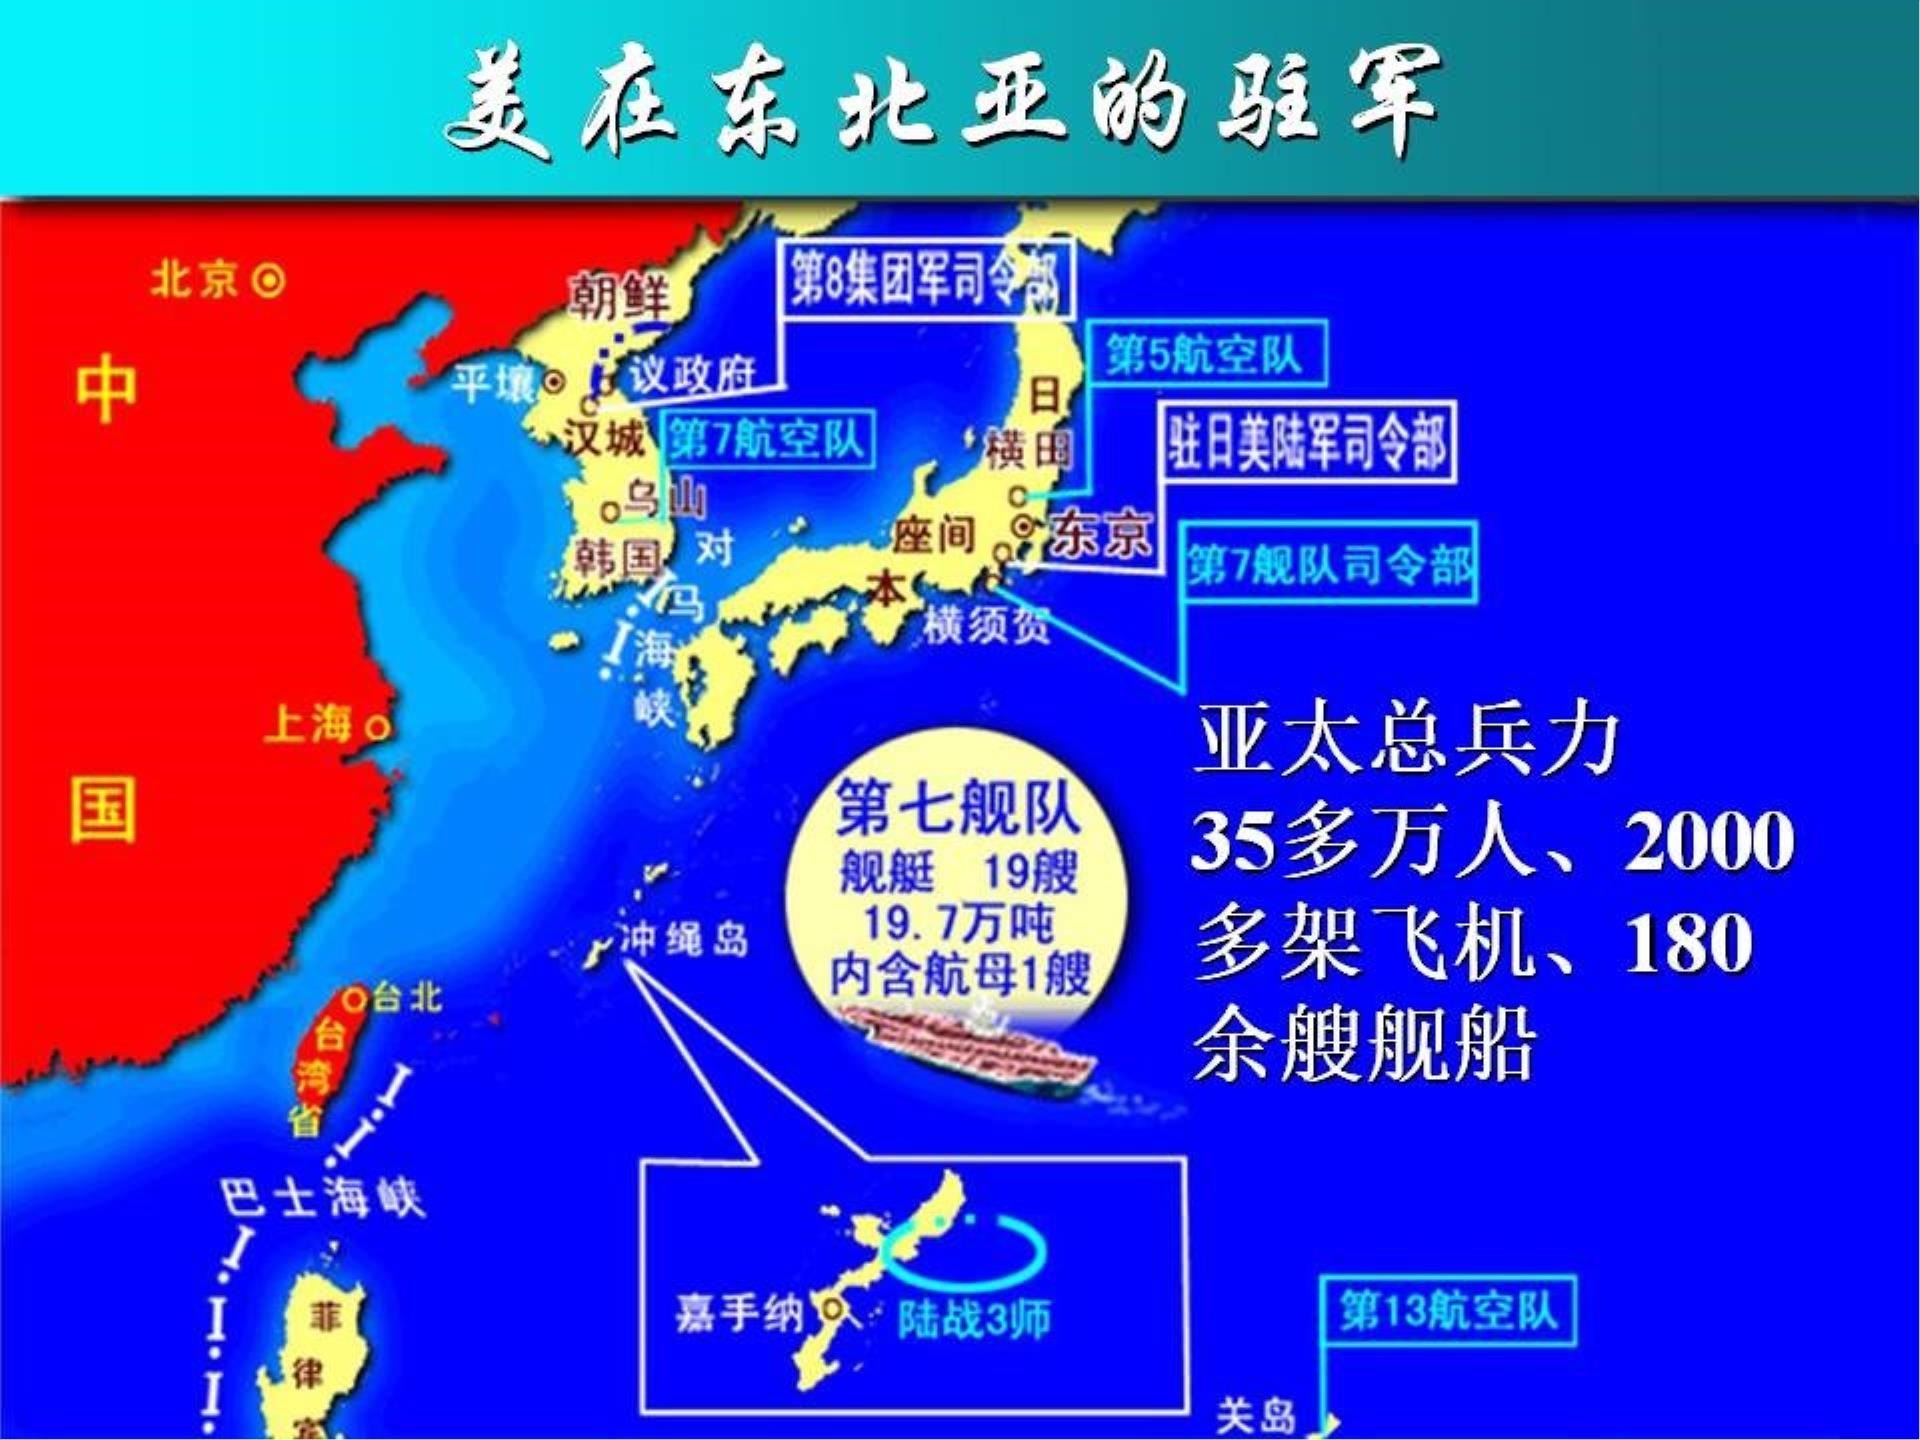 美在东北亚的驻军
北京
朝鲜
第8集团军司令部
中
平壤
议政府
第5航空队
日
汉城
第7航空队
横田
驻日美陆军司令部
乌山
座间
东京
韩国
对
马
海
峡
本
横须贺
第7舰队司令部
上海
国
亚太总兵力
35多万人、2000
多架飞机、180
余艘舰船
第七舰队
舰艇 19艘
19.7万吨
内含航母1艘
冲绳岛
台北
台
湾
省
巴士海峡
嘉手纳
陆战3师
第13航空队
关岛
菲
律
宾